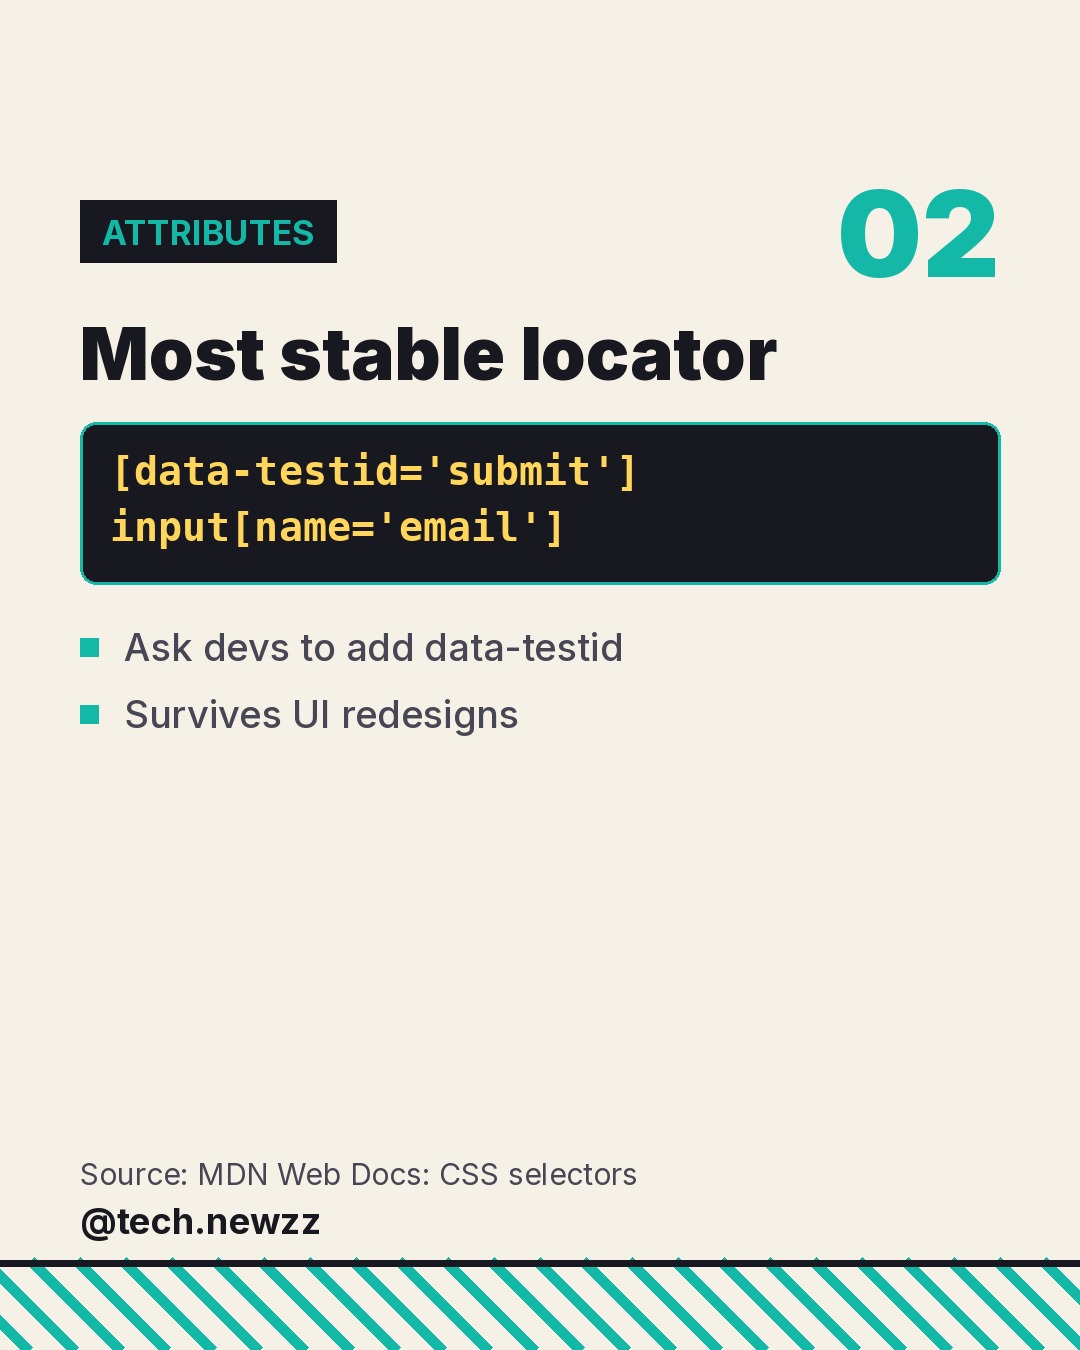 ATTRIBUTES
02
Most stable locator
[data-testid='submit']
input[name='email']
Ask devs to add data-testid
Survives UI redesigns
Source: MDN Web Docs: CSS selectors
@tech.newzz